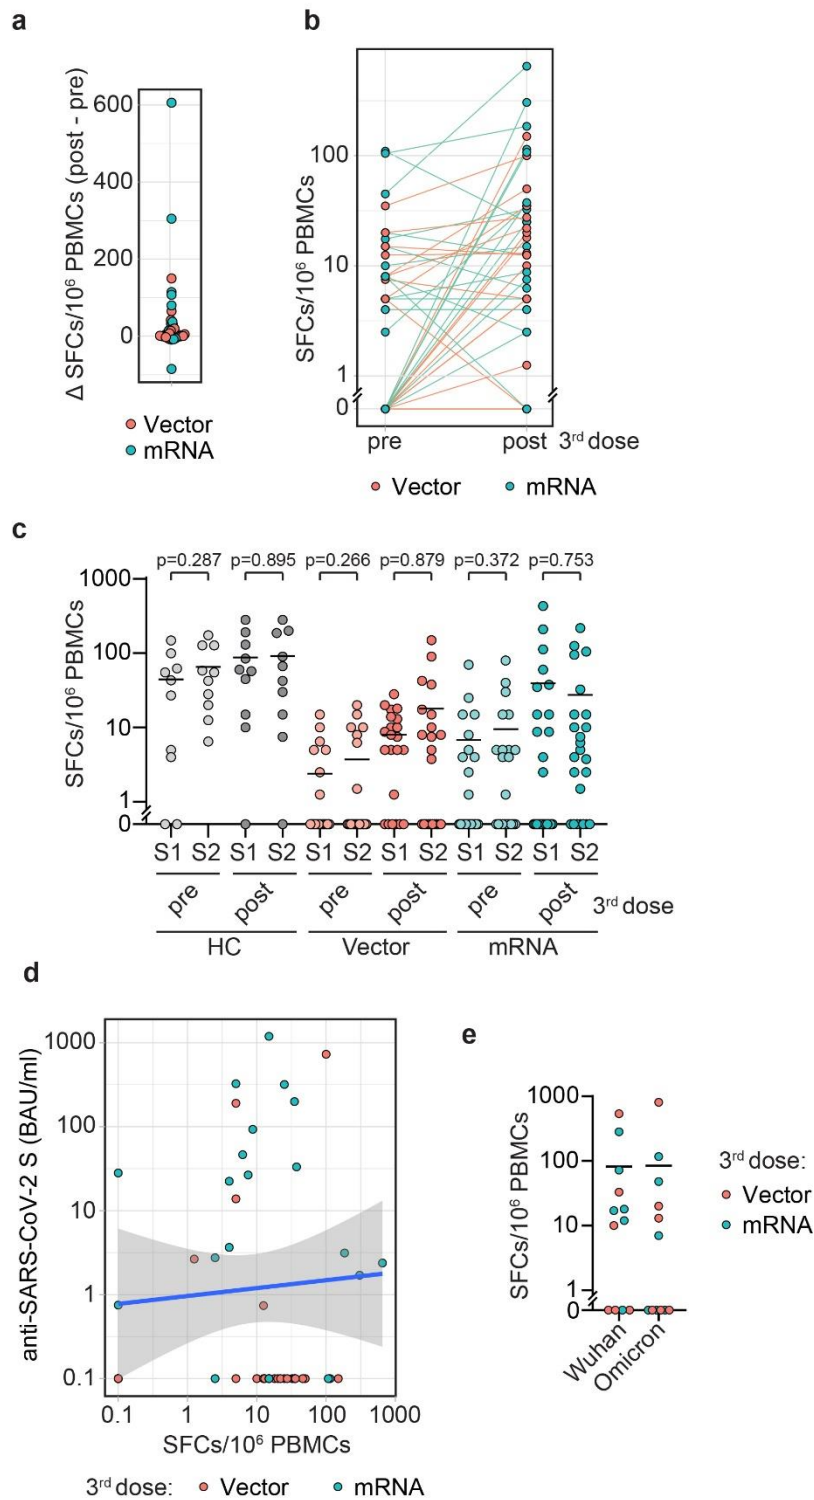 a
Δ SFCs/10⁶ PBMCs (post - pre)
600
400
200
0
Vector
mRNA
b
SFCs/10⁶ PBMCs
100
10
1
0
pre post 3ʳᵈ dose
Vector mRNA
c
p=0.287 p=0.895 p=0.266 p=0.879 p=0.372 p=0.753
SFCs/10⁶ PBMCs
1000
100
10
1
0
S1 S2 S1 S2 S1 S2 S1 S2 S1 S2 S1 S2
pre post pre post pre post 3ʳᵈ dose
HC Vector mRNA
d
anti-SARS-CoV-2 S (BAU/ml)
1000
100
10
1
0.1
0.1 1 10 100 1000
SFCs/10⁶ PBMCs
3ʳᵈ dose: Vector mRNA
e
SFCs/10⁶ PBMCs
1000
100
10
1
0
Wuhan Omicron
3ʳᵈ dose:
Vector
mRNA